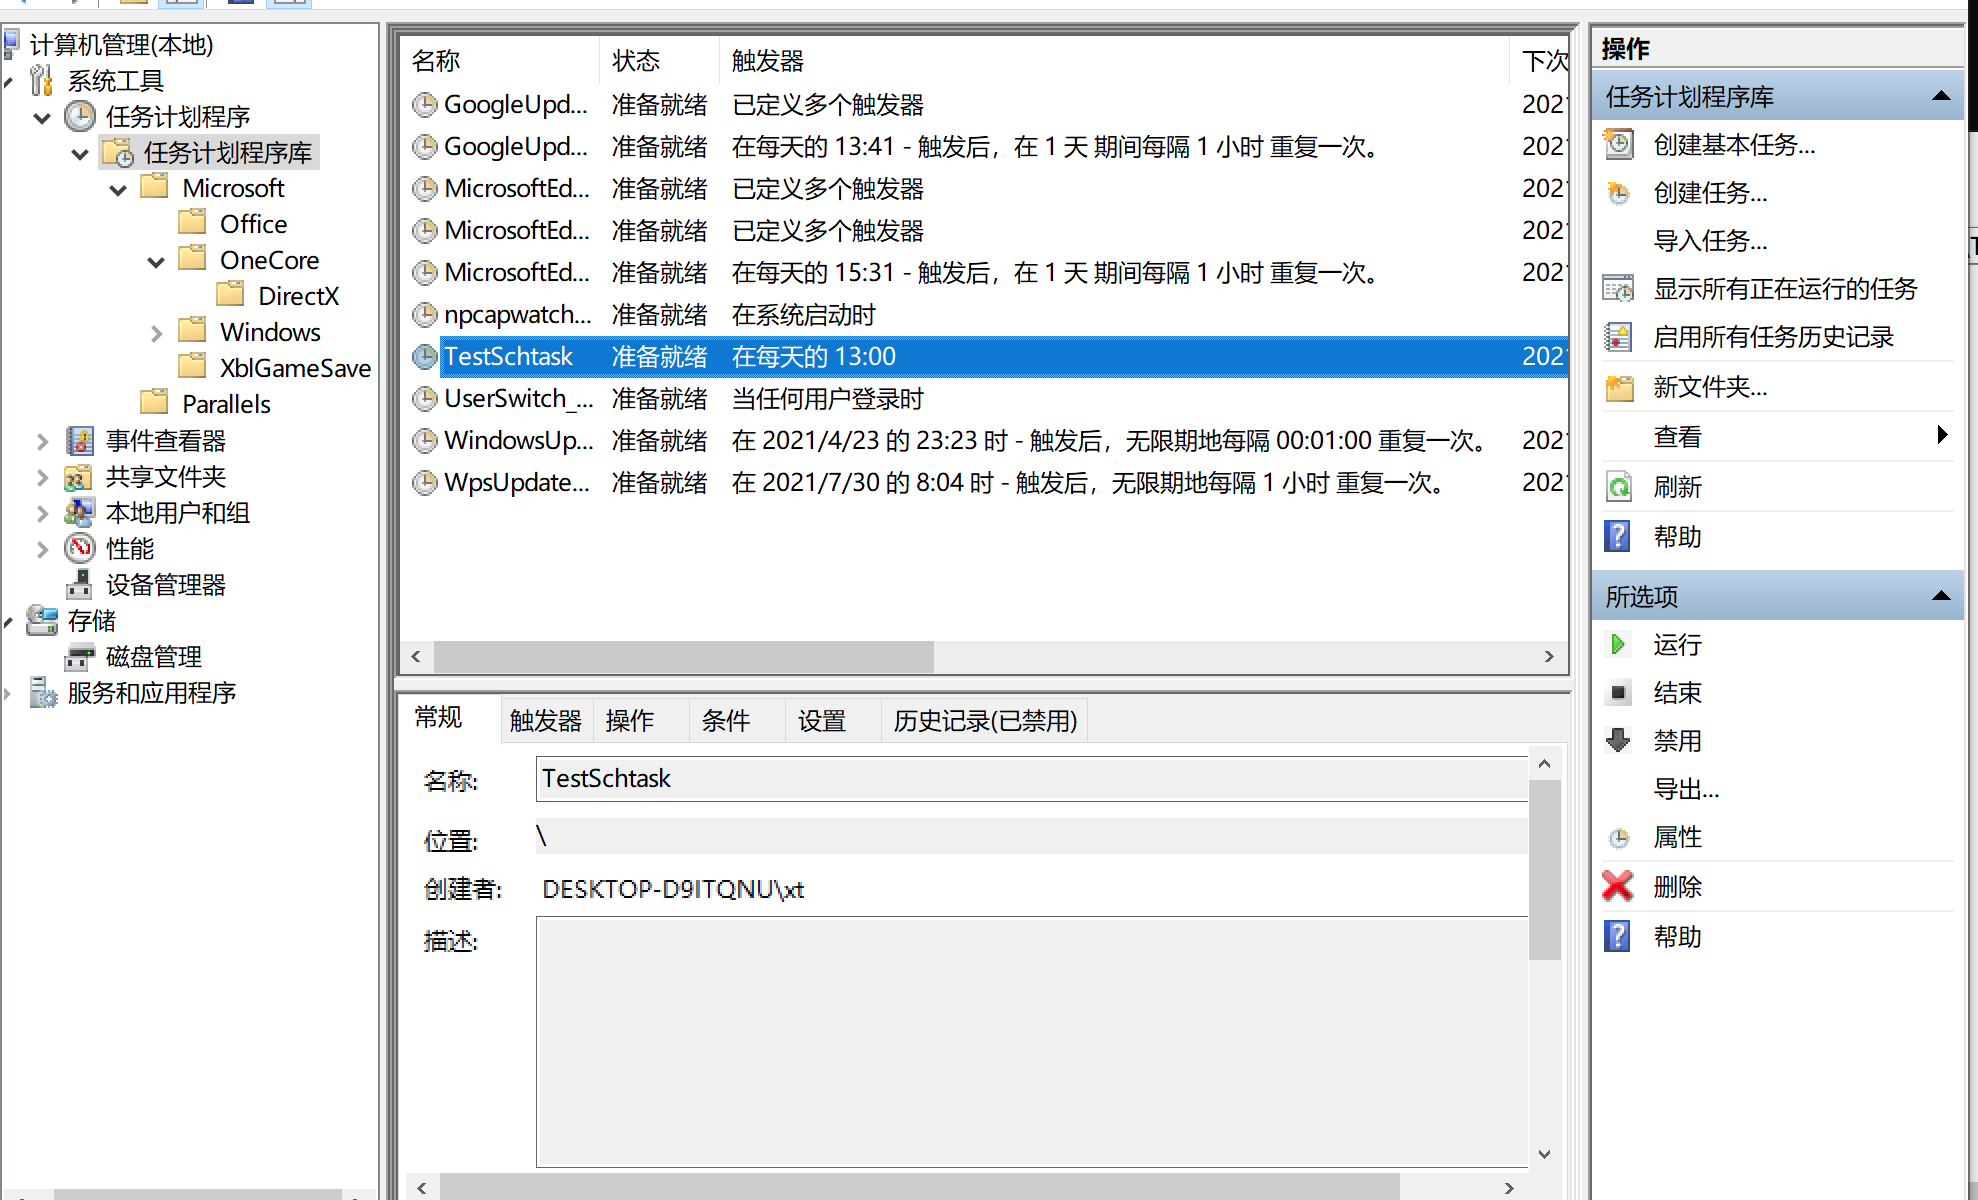 计算机管理(本地)
系统工具
任务计划程序
任务计划程序库
Microsoft
Office
OneCore
DirectX
Windows
XblGameSave
Parallels
事件查看器
共享文件夹
本地用户和组
性能
设备管理器
存储
磁盘管理
服务和应用程序
名称 状态 触发器 下次
GoogleUpd... 准备就绪 已定义多个触发器 202
GoogleUpd... 准备就绪 在每天的 13:41 - 触发后，在 1 天 期间每隔 1 小时 重复一次。 202
MicrosoftEd... 准备就绪 已定义多个触发器 202
MicrosoftEd... 准备就绪 已定义多个触发器 202
MicrosoftEd... 准备就绪 在每天的 15:31 - 触发后，在 1 天 期间每隔 1 小时 重复一次。 202
npcapwatch... 准备就绪 在系统启动时
TestSchtask 准备就绪 在每天的 13:00 202
UserSwitch_... 准备就绪 当任何用户登录时
WindowsUp... 准备就绪 在 2021/4/23 的 23:23 时 - 触发后，无限期地每隔 00:01:00 重复一次。 202
WpsUpdate... 准备就绪 在 2021/7/30 的 8:04 时 - 触发后，无限期地每隔 1 小时 重复一次。 202
常规 触发器 操作 条件 设置 历史记录(已禁用)
名称: TestSchtask
位置: \
创建者: DESKTOP-D9ITQNU\xt
描述:
操作
任务计划程序库
创建基本任务...
创建任务...
导入任务...
显示所有正在运行的任务
启用所有任务历史记录
新文件夹...
查看
刷新
帮助
所选项
运行
结束
禁用
导出...
属性
删除
帮助